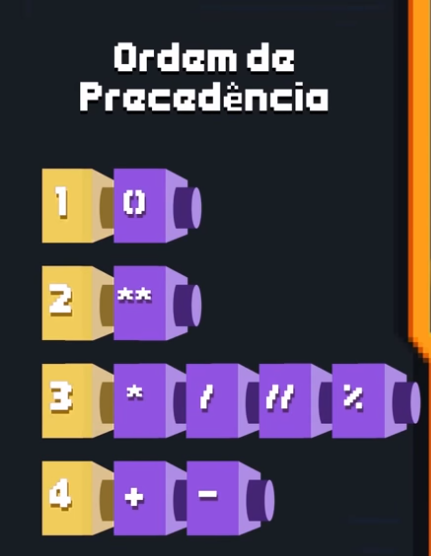 Ordem de
Precedência
1 ()
2 **
3 * / // %
4 + -